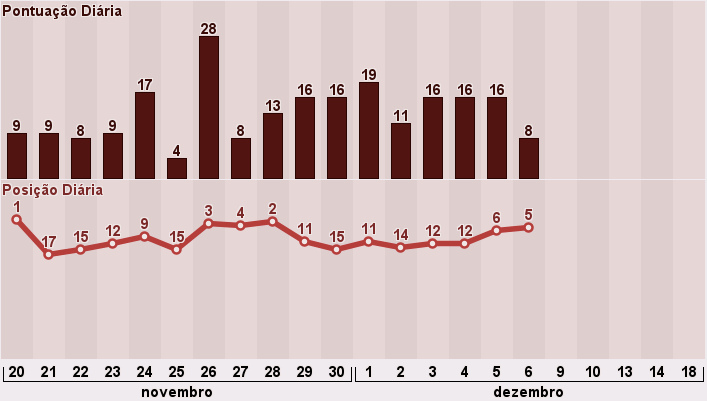 Pontuação Diária
9 9 8 9 17 4 28 8 13 16 16 19 11 16 16 16 8
Posição Diária
1 17 15 12 9 15 3 4 2 11 15 11 14 12 12 6 5
20 21 22 23 24 25 26 27 28 29 30 1 2 3 4 5 6 9 10 13 14 18
novembro dezembro